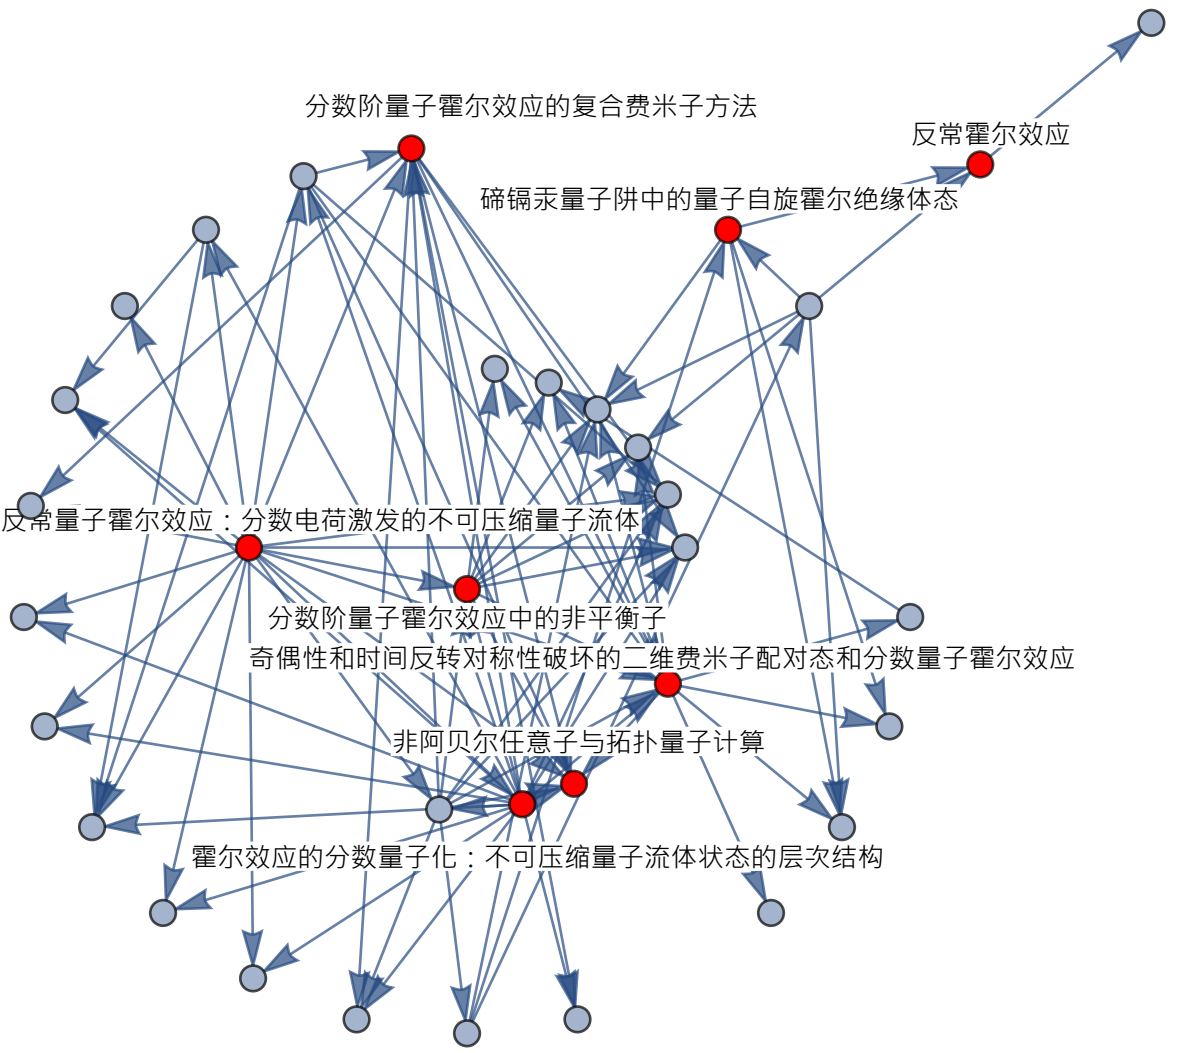 分数阶量子霍尔效应的复合费米子方法
反常霍尔效应
碲镉汞量子阱中的量子自旋霍尔绝缘体态
反常量子霍尔效应：分数电荷激发的不可压缩量子流体
分数阶量子霍尔效应中的非平衡子
奇偶性和时间反转对称性破坏的二维费米子配对态和分数量子霍尔效应
非阿贝尔任意子与拓扑量子计算
霍尔效应的分数量子化：不可压缩量子流体状态的层次结构